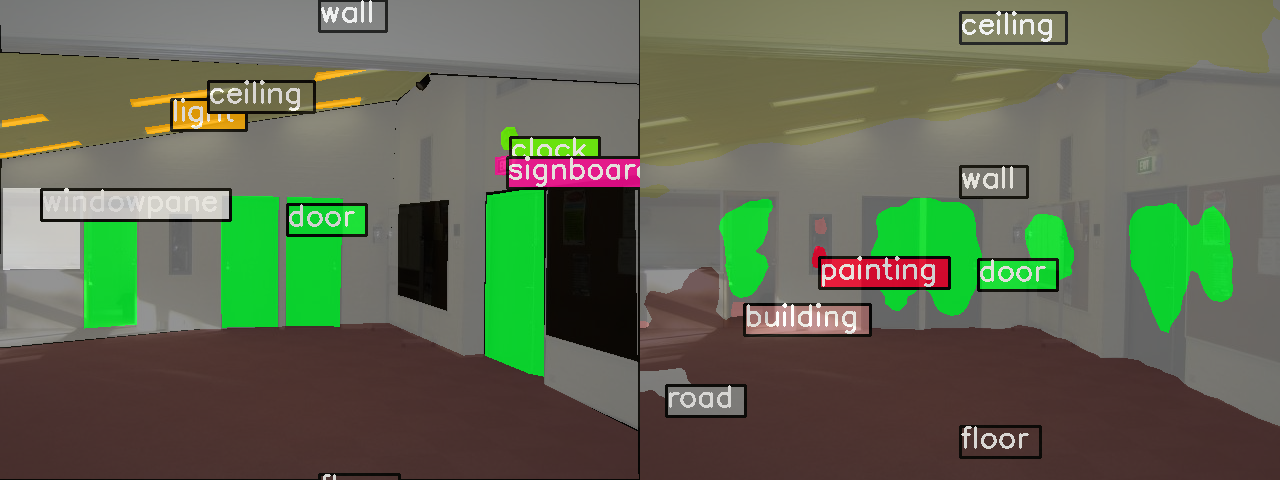 wall
ceiling
light
clock
signboard
windowpane
door
ceiling
wall
painting
door
building
road
floor